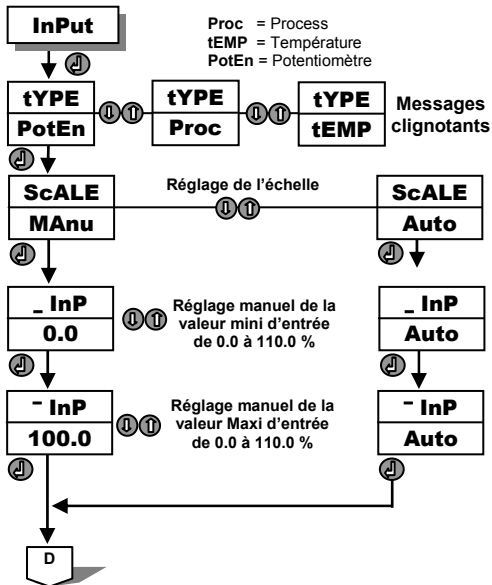 InPut
Proc = Process
tEMP = Température
PotEn = Potentiomètre
tYPE
PotEn
tYPE
Proc
tYPE
tEMP
Messages
clignotants
ScALE
MAnu
Réglage de l'échelle
ScALE
Auto
_ InP
0.0
Réglage manuel de la
valeur mini d'entrée
de 0.0 à 110.0 %
_ InP
Auto
‾ InP
100.0
Réglage manuel de la
valeur Maxi d'entrée
de 0.0 à 110.0 %
‾ InP
Auto
D